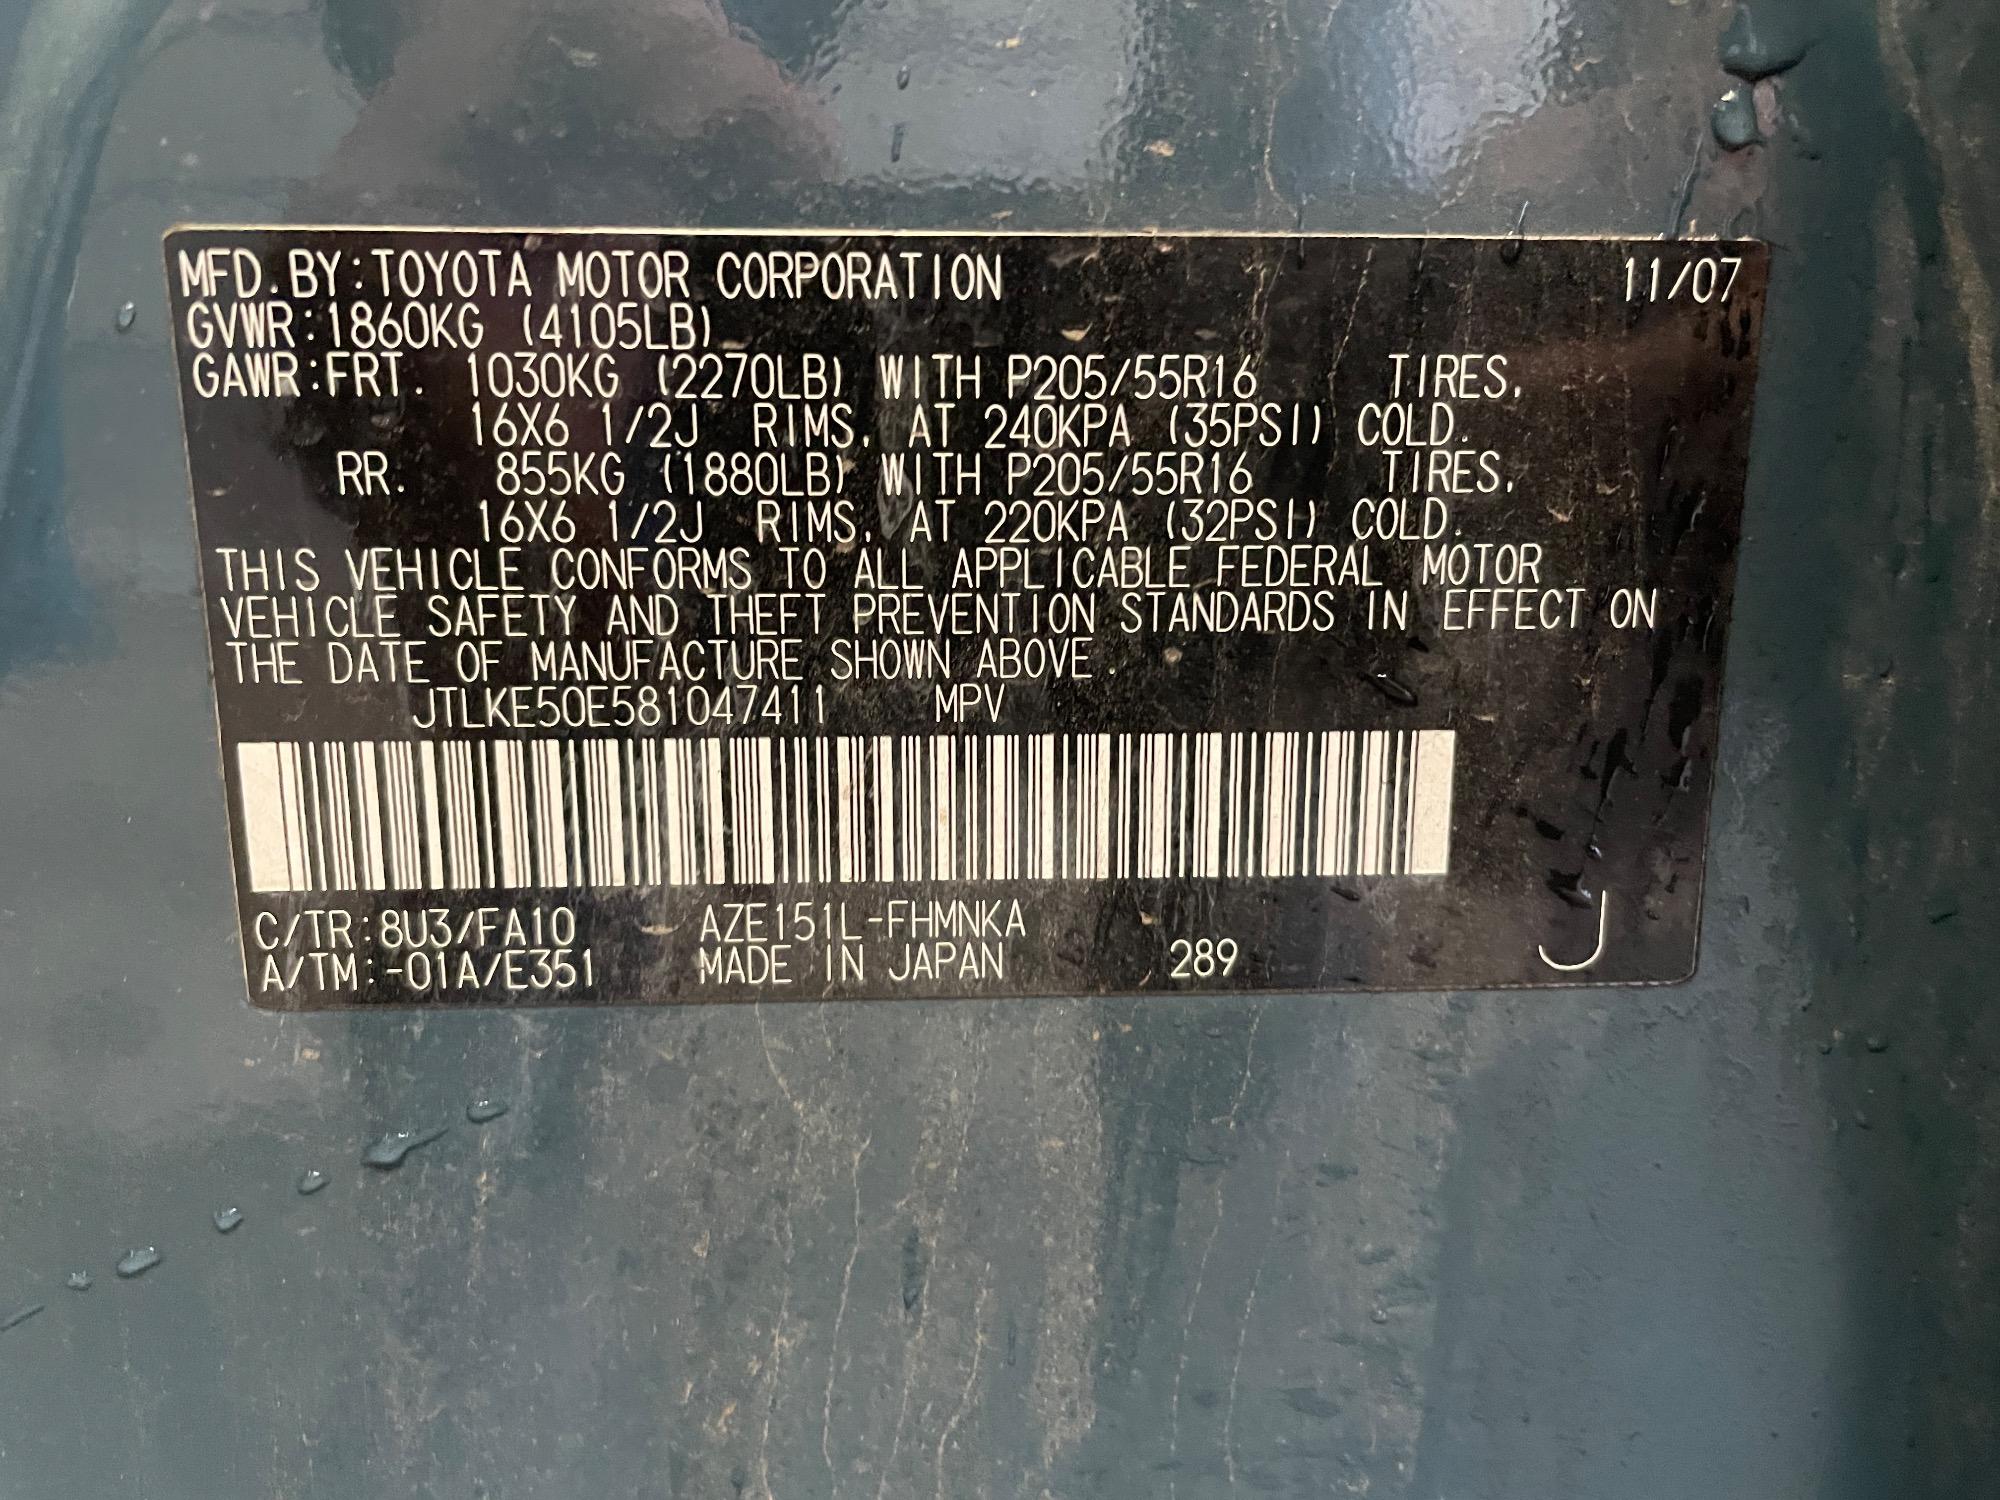 MFD. BY: TOYOTA MOTOR CORPORATION 11/07
GVWR: 1860KG (4105LB)
GAWR: FRT. 1030KG (2270LB) WITH P205/55R16 TIRES,
16X6 1/2J RIMS, AT 240KPA (35PSI) COLD.
RR. 855KG (1880LB) WITH P205/55R16 TIRES,
16X6 1/2J RIMS, AT 220KPA (32PSI) COLD.
THIS VEHICLE CONFORMS TO ALL APPLICABLE FEDERAL MOTOR
VEHICLE SAFETY AND THEFT PREVENTION STANDARDS IN EFFECT ON
THE DATE OF MANUFACTURE SHOWN ABOVE.
JTLKE50E581047411 MPV
C/TR: 8U3/FA10 AZE151L-FHMNKA
A/TM: -01A/E351 MADE IN JAPAN 289 J